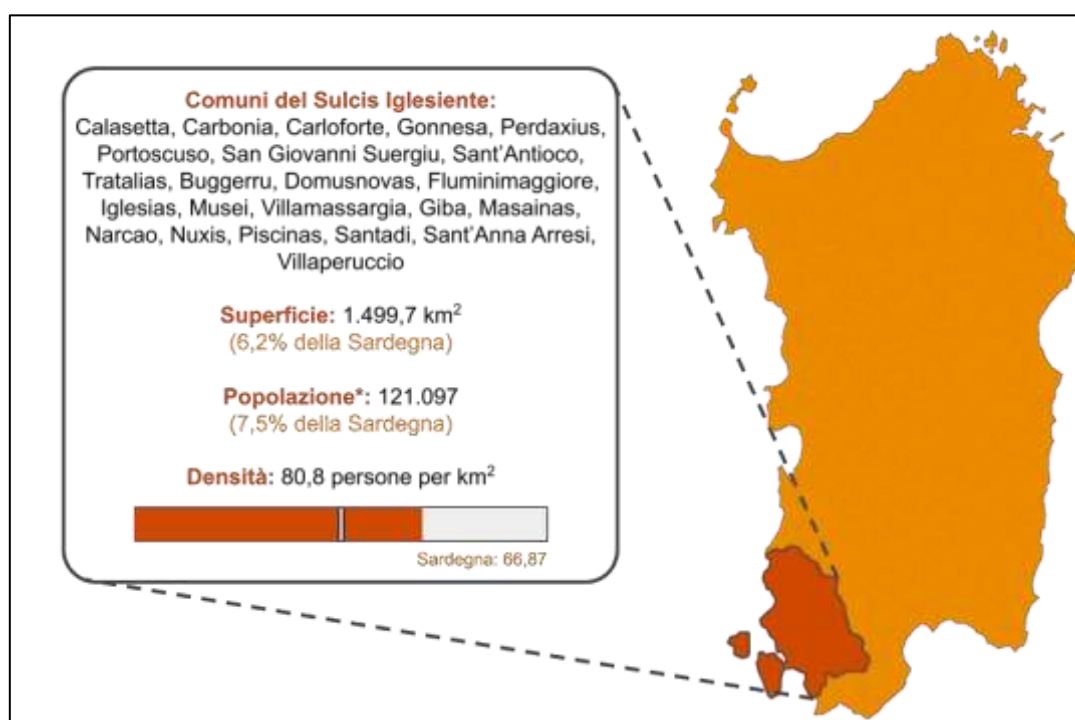 Comuni del Sulcis Iglesiente:
Calasetta, Carbonia, Carloforte, Gonnesa, Perdaxius,
Portoscuso, San Giovanni Suergiu, Sant'Antioco,
Tratalias, Buggerru, Domusnovas, Fluminimaggiore,
Iglesias, Musei, Villamassargia, Giba, Masainas,
Narcao, Nuxis, Piscinas, Santadi, Sant'Anna Arresi,
Villaperuccio
Superficie: 1.499,7 km²
(6,2% della Sardegna)
Popolazione*: 121.097
(7,5% della Sardegna)
Densità: 80,8 persone per km²
Sardegna: 66,87